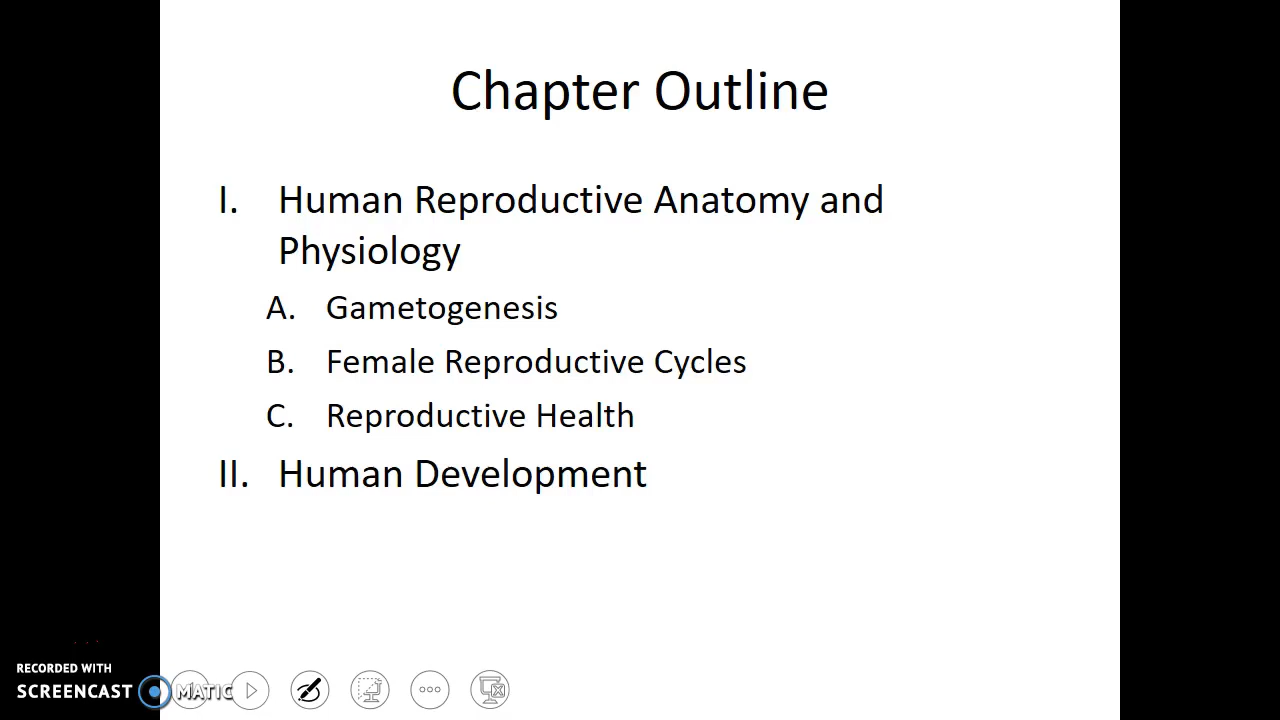 Chapter Outline
I. Human Reproductive Anatomy and
Physiology
A. Gametogenesis
B. Female Reproductive Cycles
C. Reproductive Health
II. Human Development
RECORDED WITH
SCREENCAST MATIC